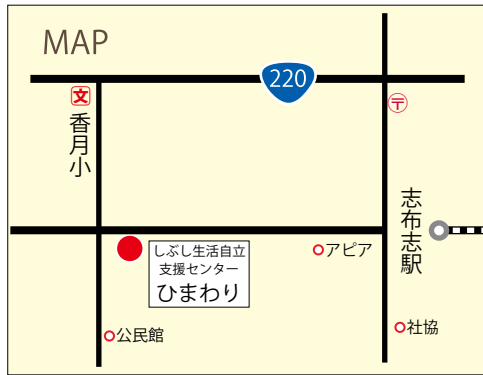 MAP
220
文
〒
香月小
志布志駅
しぶし生活自立
支援センター
ひまわり
アピア
公民館
社協